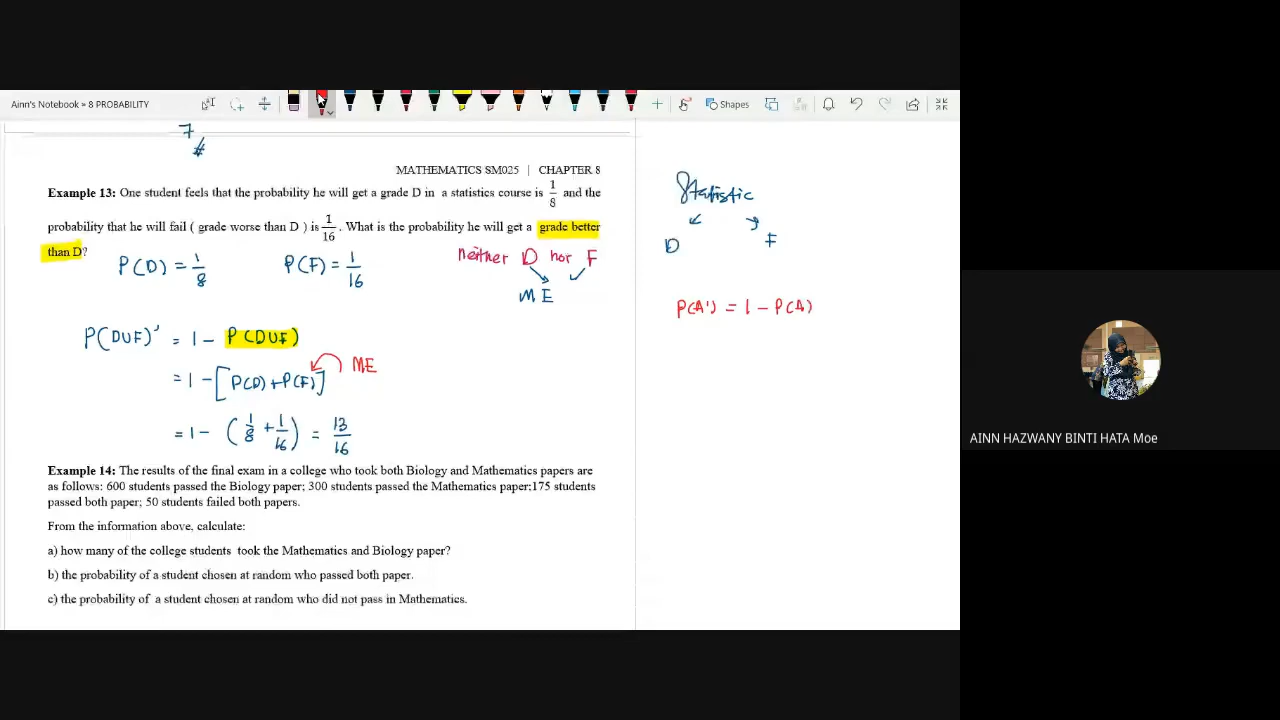 Ainn's Notebook » 8 PROBABILITY
Shapes
7
MATHEMATICS SM025 | CHAPTER 8
Example 13: One student feels that the probability he will get a grade D in a statistics course is 1/8 and the
probability that he will fail ( grade worse than D ) is 1/16. What is the probability he will get a grade better
than D?
P(D) = 1/8 P(F) = 1/16
neither D nor F
ME
P(DUF)' = 1 - P(DUF)
= 1 - [P(D) + P(F)] ME
= 1 - (1/8 + 1/16) = 13/16
Example 14: The results of the final exam in a college who took both Biology and Mathematics papers are
as follows: 600 students passed the Biology paper; 300 students passed the Mathematics paper;175 students
passed both paper; 50 students failed both papers.
From the information above, calculate:
a) how many of the college students took the Mathematics and Biology paper?
b) the probability of a student chosen at random who passed both paper.
c) the probability of a student chosen at random who did not pass in Mathematics.
Statistic
D F
P(A') = 1 - P(A)
AINN HAZWANY BINTI HATA Moe